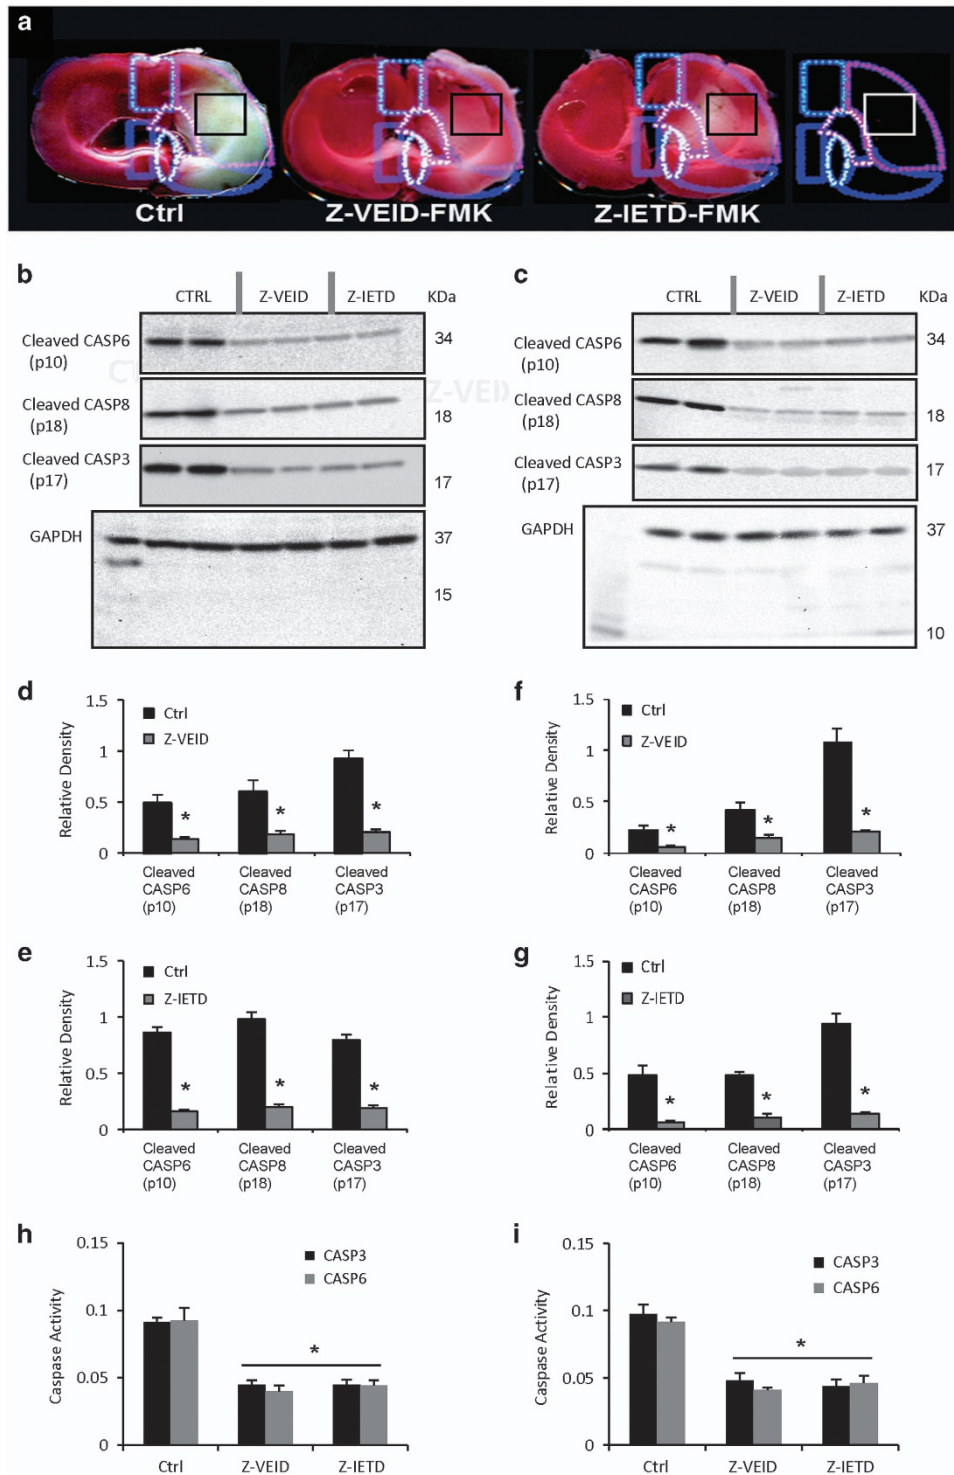 a
Ctrl Z-VEID-FMK Z-IETD-FMK
b
CTRL Z-VEID Z-IETD KDa
Cleaved CASP6
(p10)
34
Cleaved CASP8
(p18)
18
Cleaved CASP3
(p17)
17
GAPDH
37
15
Z-VEID
c
CTRL Z-VEID Z-IETD KDa
Cleaved CASP6
(p10)
34
Cleaved CASP8
(p18)
18
Cleaved CASP3
(p17)
17
GAPDH
37
10
d
Relative Density
1.5
1
0.5
0
Ctrl
Z-VEID
* * *
Cleaved CASP6 (p10)
Cleaved CASP8 (p18)
Cleaved CASP3 (p17)
f
Relative Density
1.5
1
0.5
0
Ctrl
Z-VEID
* * *
Cleaved CASP6 (p10)
Cleaved CASP8 (p18)
Cleaved CASP3 (p17)
e
Relative Density
1.5
1
0.5
0
Ctrl
Z-IETD
* * *
Cleaved CASP6 (p10)
Cleaved CASP8 (p18)
Cleaved CASP3 (p17)
g
Relative Density
1.5
1
0.5
0
Ctrl
Z-IETD
* * *
Cleaved CASP6 (p10)
Cleaved CASP8 (p18)
Cleaved CASP3 (p17)
h
Caspase Activity
0.15
0.1
0.05
0
CASP3
CASP6
*
Ctrl Z-VEID Z-IETD
i
Caspase Activity
0.15
0.1
0.05
0
CASP3
CASP6
*
Ctrl Z-VEID Z-IETD